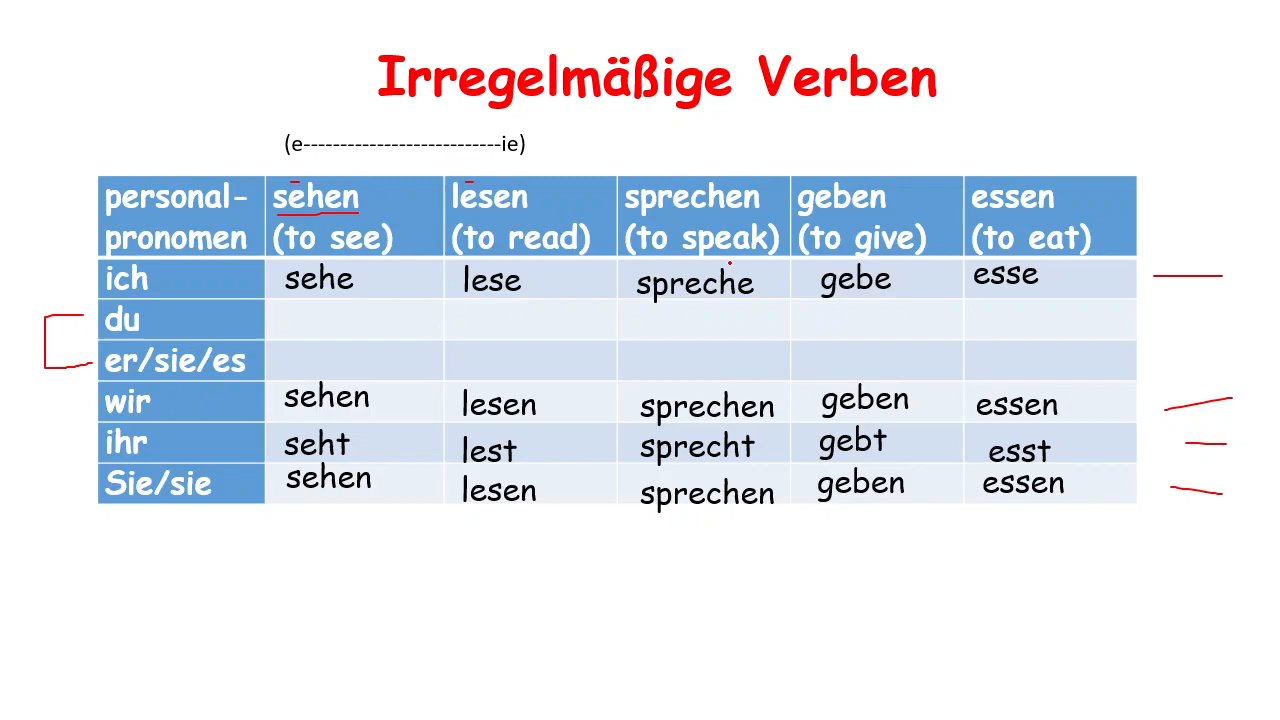 Irregelmäßige Verben
(e---------------------------ie)
personal- sehen lesen sprechen geben essen
pronomen (to see) (to read) (to speak) (to give) (to eat)
ich sehe lese spreche gebe esse
du
er/sie/es
wir sehen lesen sprechen geben essen
ihr seht lest sprecht gebt esst
Sie/sie sehen lesen sprechen geben essen